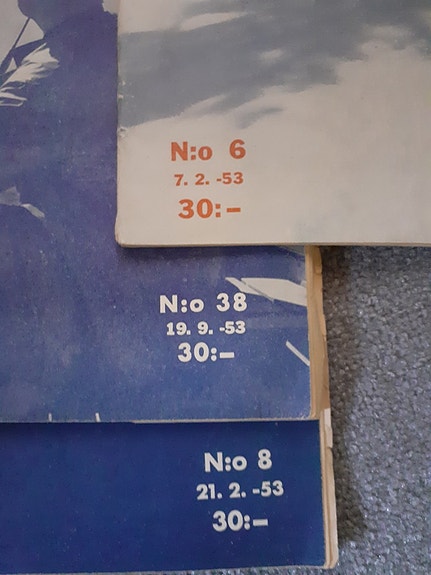 N:o 6
7. 2. -53
30:–
N:o 38
19. 9. -53
30:–
N:o 8
21. 2. -53
30:–